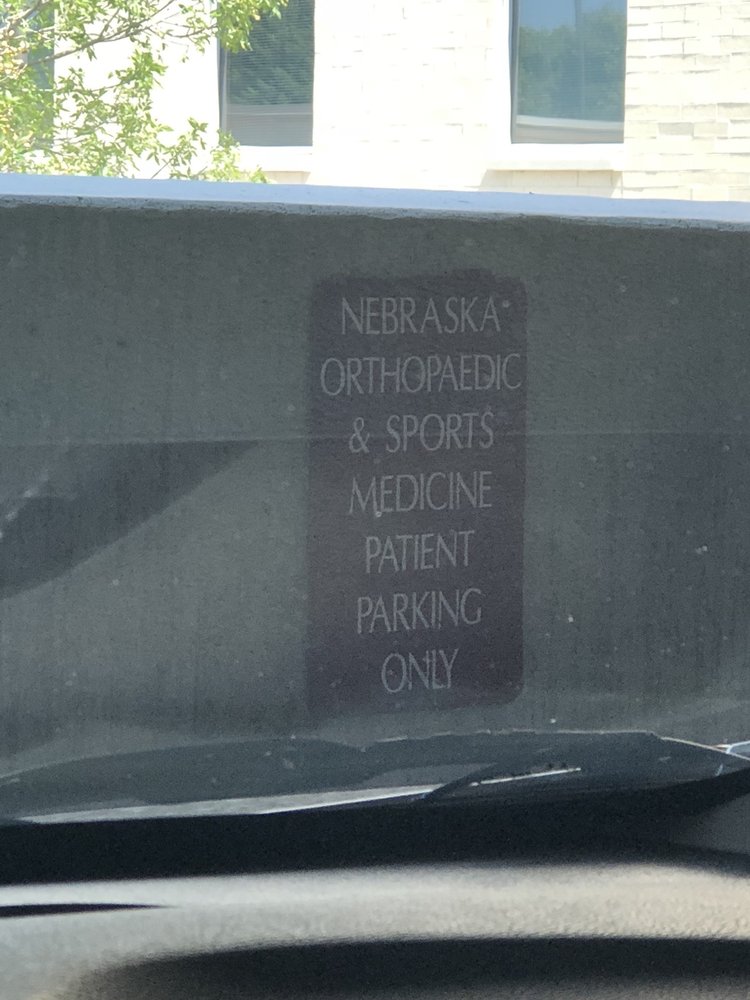 NEBRASKA
ORTHOPAEDIC
& SPORTS
MEDICINE
PATIENT
PARKING
ONLY